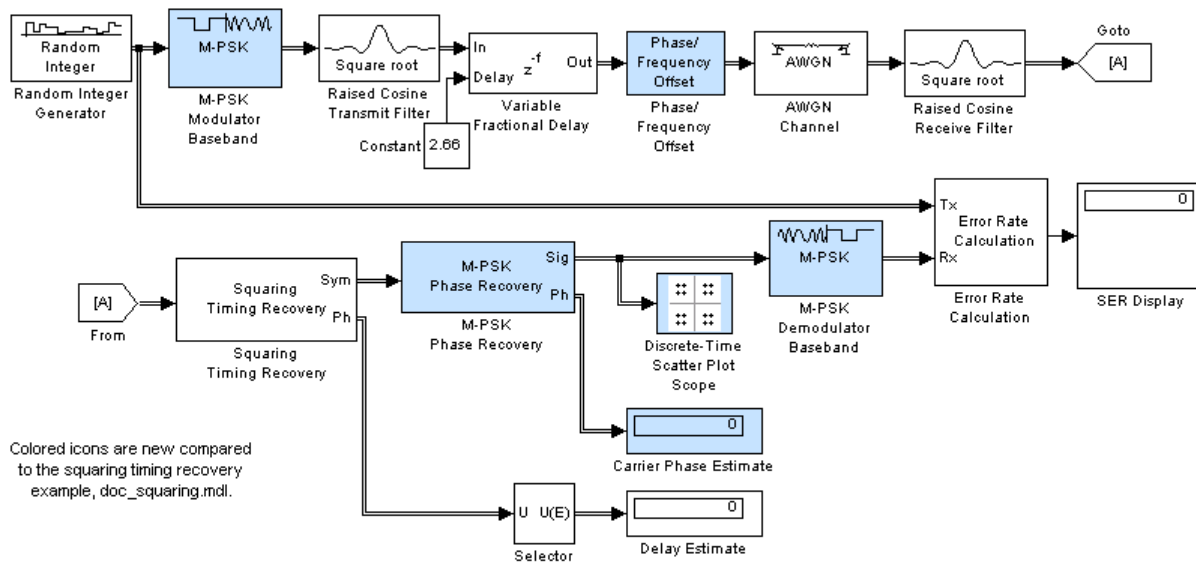 Random
Integer
Random Integer
Generator
M-PSK
M-PSK
Modulator
Baseband
Square root
Raised Cosine
Transmit Filter
In
Delay
z^-f
Out
Variable
Fractional Delay
Constant
2.66
Phase/
Frequency
Offset
Phase/
Frequency
Offset
AWGN
AWGN
Channel
Square root
Raised Cosine
Receive Filter
Goto
[A]
[A]
From
Squaring
Timing Recovery
Sym
Ph
Squaring
Timing Recovery
M-PSK
Phase Recovery
Sig
Ph
M-PSK
Phase Recovery
Discrete-Time
Scatter Plot
Scope
M-PSK
M-PSK
Demodulator
Baseband
Tx
Rx
Error Rate
Calculation
Error Rate
Calculation
0
SER Display
0
Carrier Phase Estimate
Colored icons are new compared
to the squaring timing recovery
example, doc_squaring.mdl.
U U(E)
Selector
0
Delay Estimate